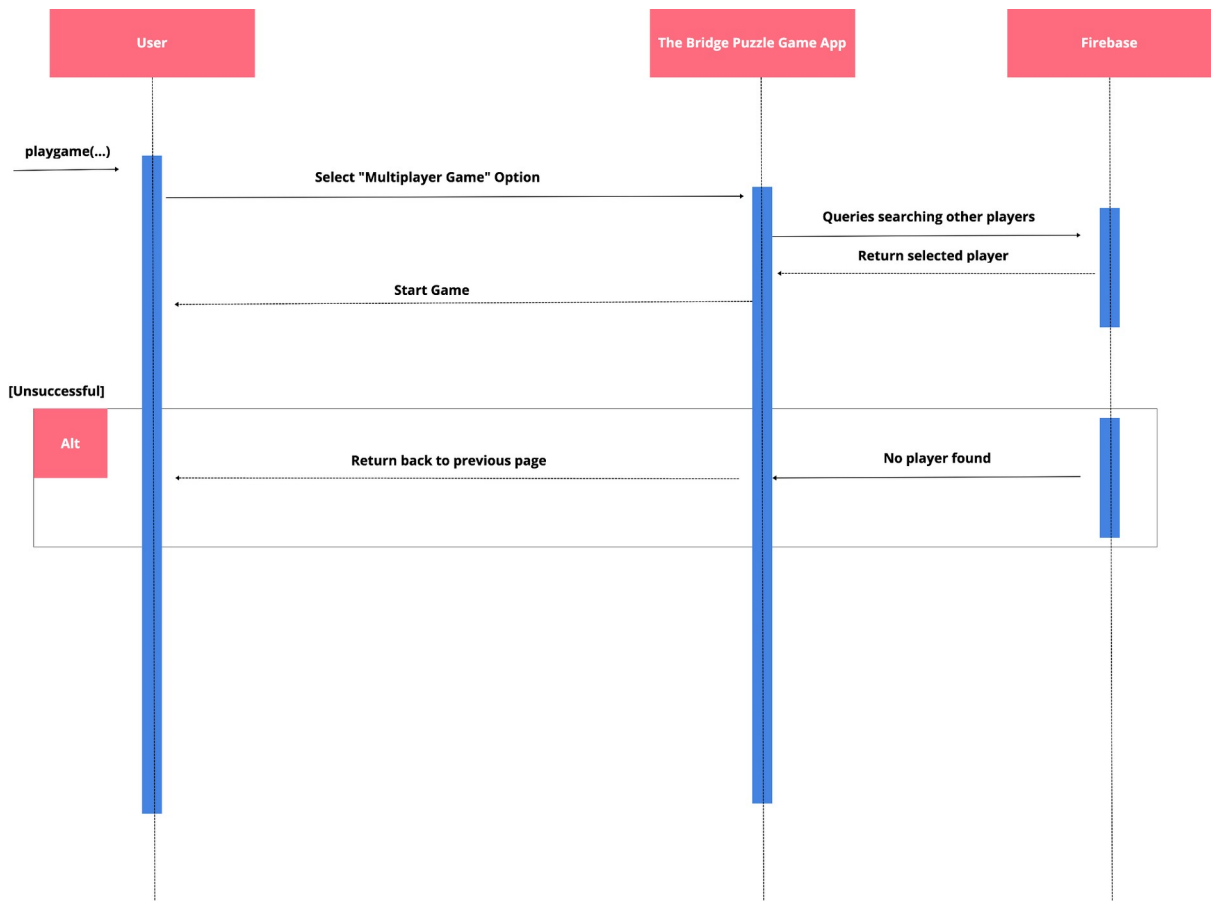 User
The Bridge Puzzle Game App
Firebase
playgame(...)
Select "Multiplayer Game" Option
Queries searching other players
Return selected player
Start Game
[Unsuccessful]
Alt
Return back to previous page
No player found